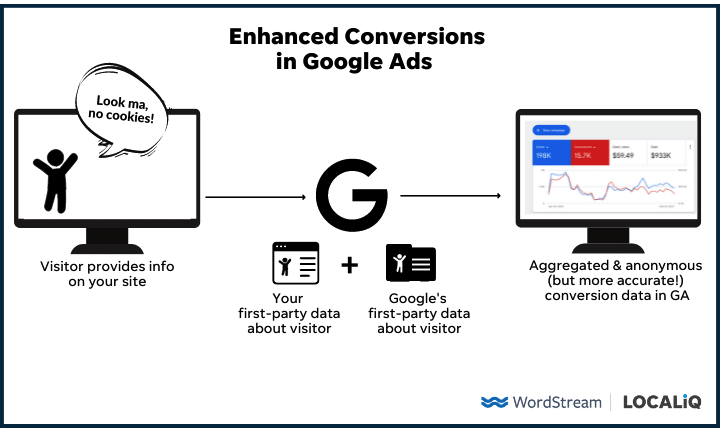 Enhanced Conversions
in Google Ads
Look ma,
no cookies!
198K
15.7K
$59.49
$933K
Visitor provides info
on your site
G
+
Your
first-party data
about visitor
Google's
first-party data
about visitor
Aggregated & anonymous
(but more accurate!)
conversion data in GA
WordStream
LOCALiQ